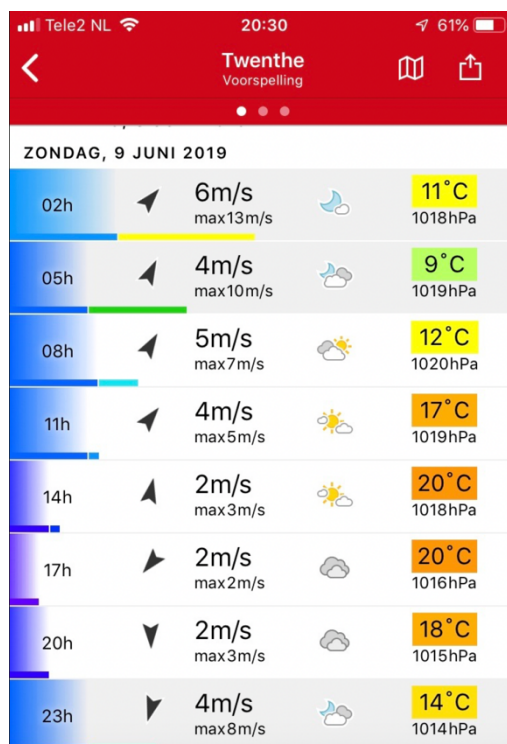 Tele2 NL 20:30 61%
Twenthe
Voorspelling
ZONDAG, 9 JUNI 2019
02h 6m/s 11°C
max13m/s 1018hPa
05h 4m/s 9°C
max10m/s 1019hPa
08h 5m/s 12°C
max7m/s 1020hPa
11h 4m/s 17°C
max5m/s 1019hPa
14h 2m/s 20°C
max3m/s 1018hPa
17h 2m/s 20°C
max2m/s 1016hPa
20h 2m/s 18°C
max3m/s 1015hPa
23h 4m/s 14°C
max8m/s 1014hPa